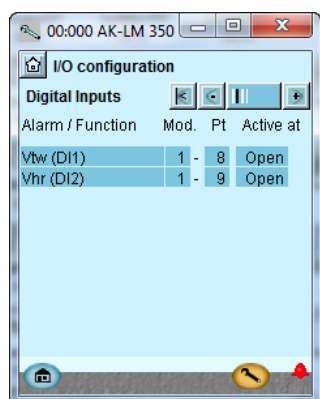 00:000 AK-LM 350
I/O configuration
Digital Inputs
Alarm / Function Mod. Pt Active at
Vtw (DI1) 1 - 8 Open
Vhr (DI2) 1 - 9 Open